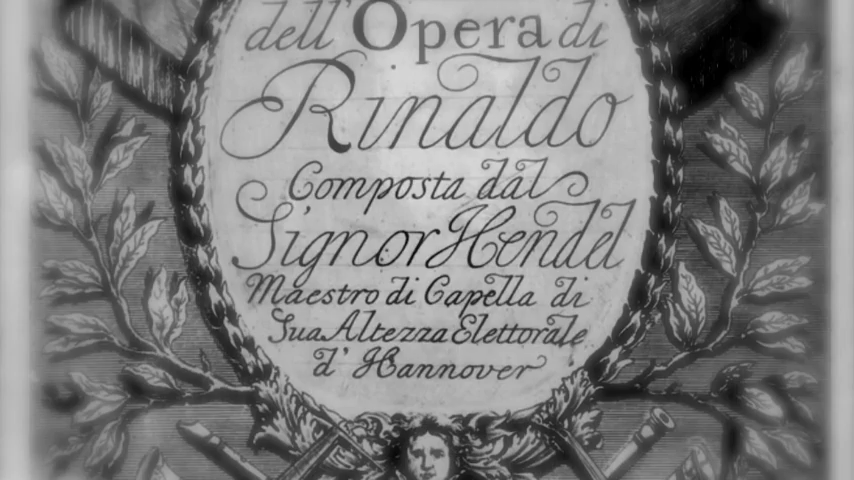 dell'Opera di
Rinaldo
Composta dal
Signor Hendel
Maestro di Capella di
Sua Altezza Elettorale
d'Hannover